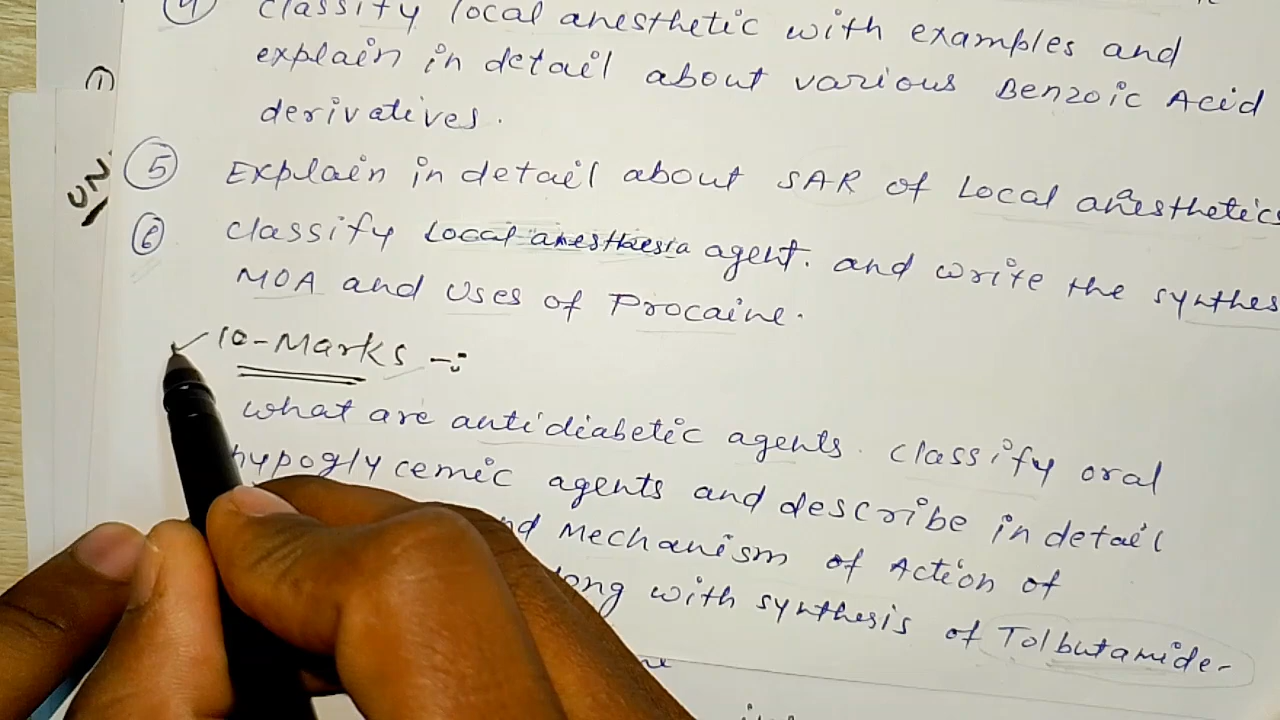 4 classify local anesthetic with examples and
explain in detail about various Benzoic Acid
derivatives.
5 Explain in detail about SAR of Local anesthetics
6 classify Local anesthesia agent. and write the synthes
MOA and Uses of Procaine.
✓ 10-Marks -:
what are antidiabetic agents. classify oral
hypoglycemic agents and describe in detail
Mechanism of Action of
with synthesis of Tolbutamide-